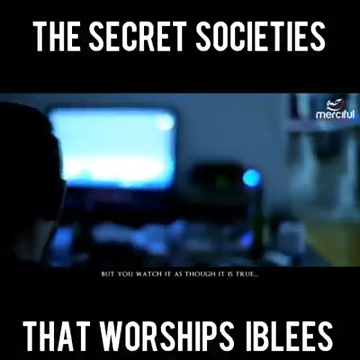 THE SECRET SOCIETIES
merciful
BUT YOU WATCH IT AS THOUGH IT IS TRUE...
THAT WORSHIPS IBLEES